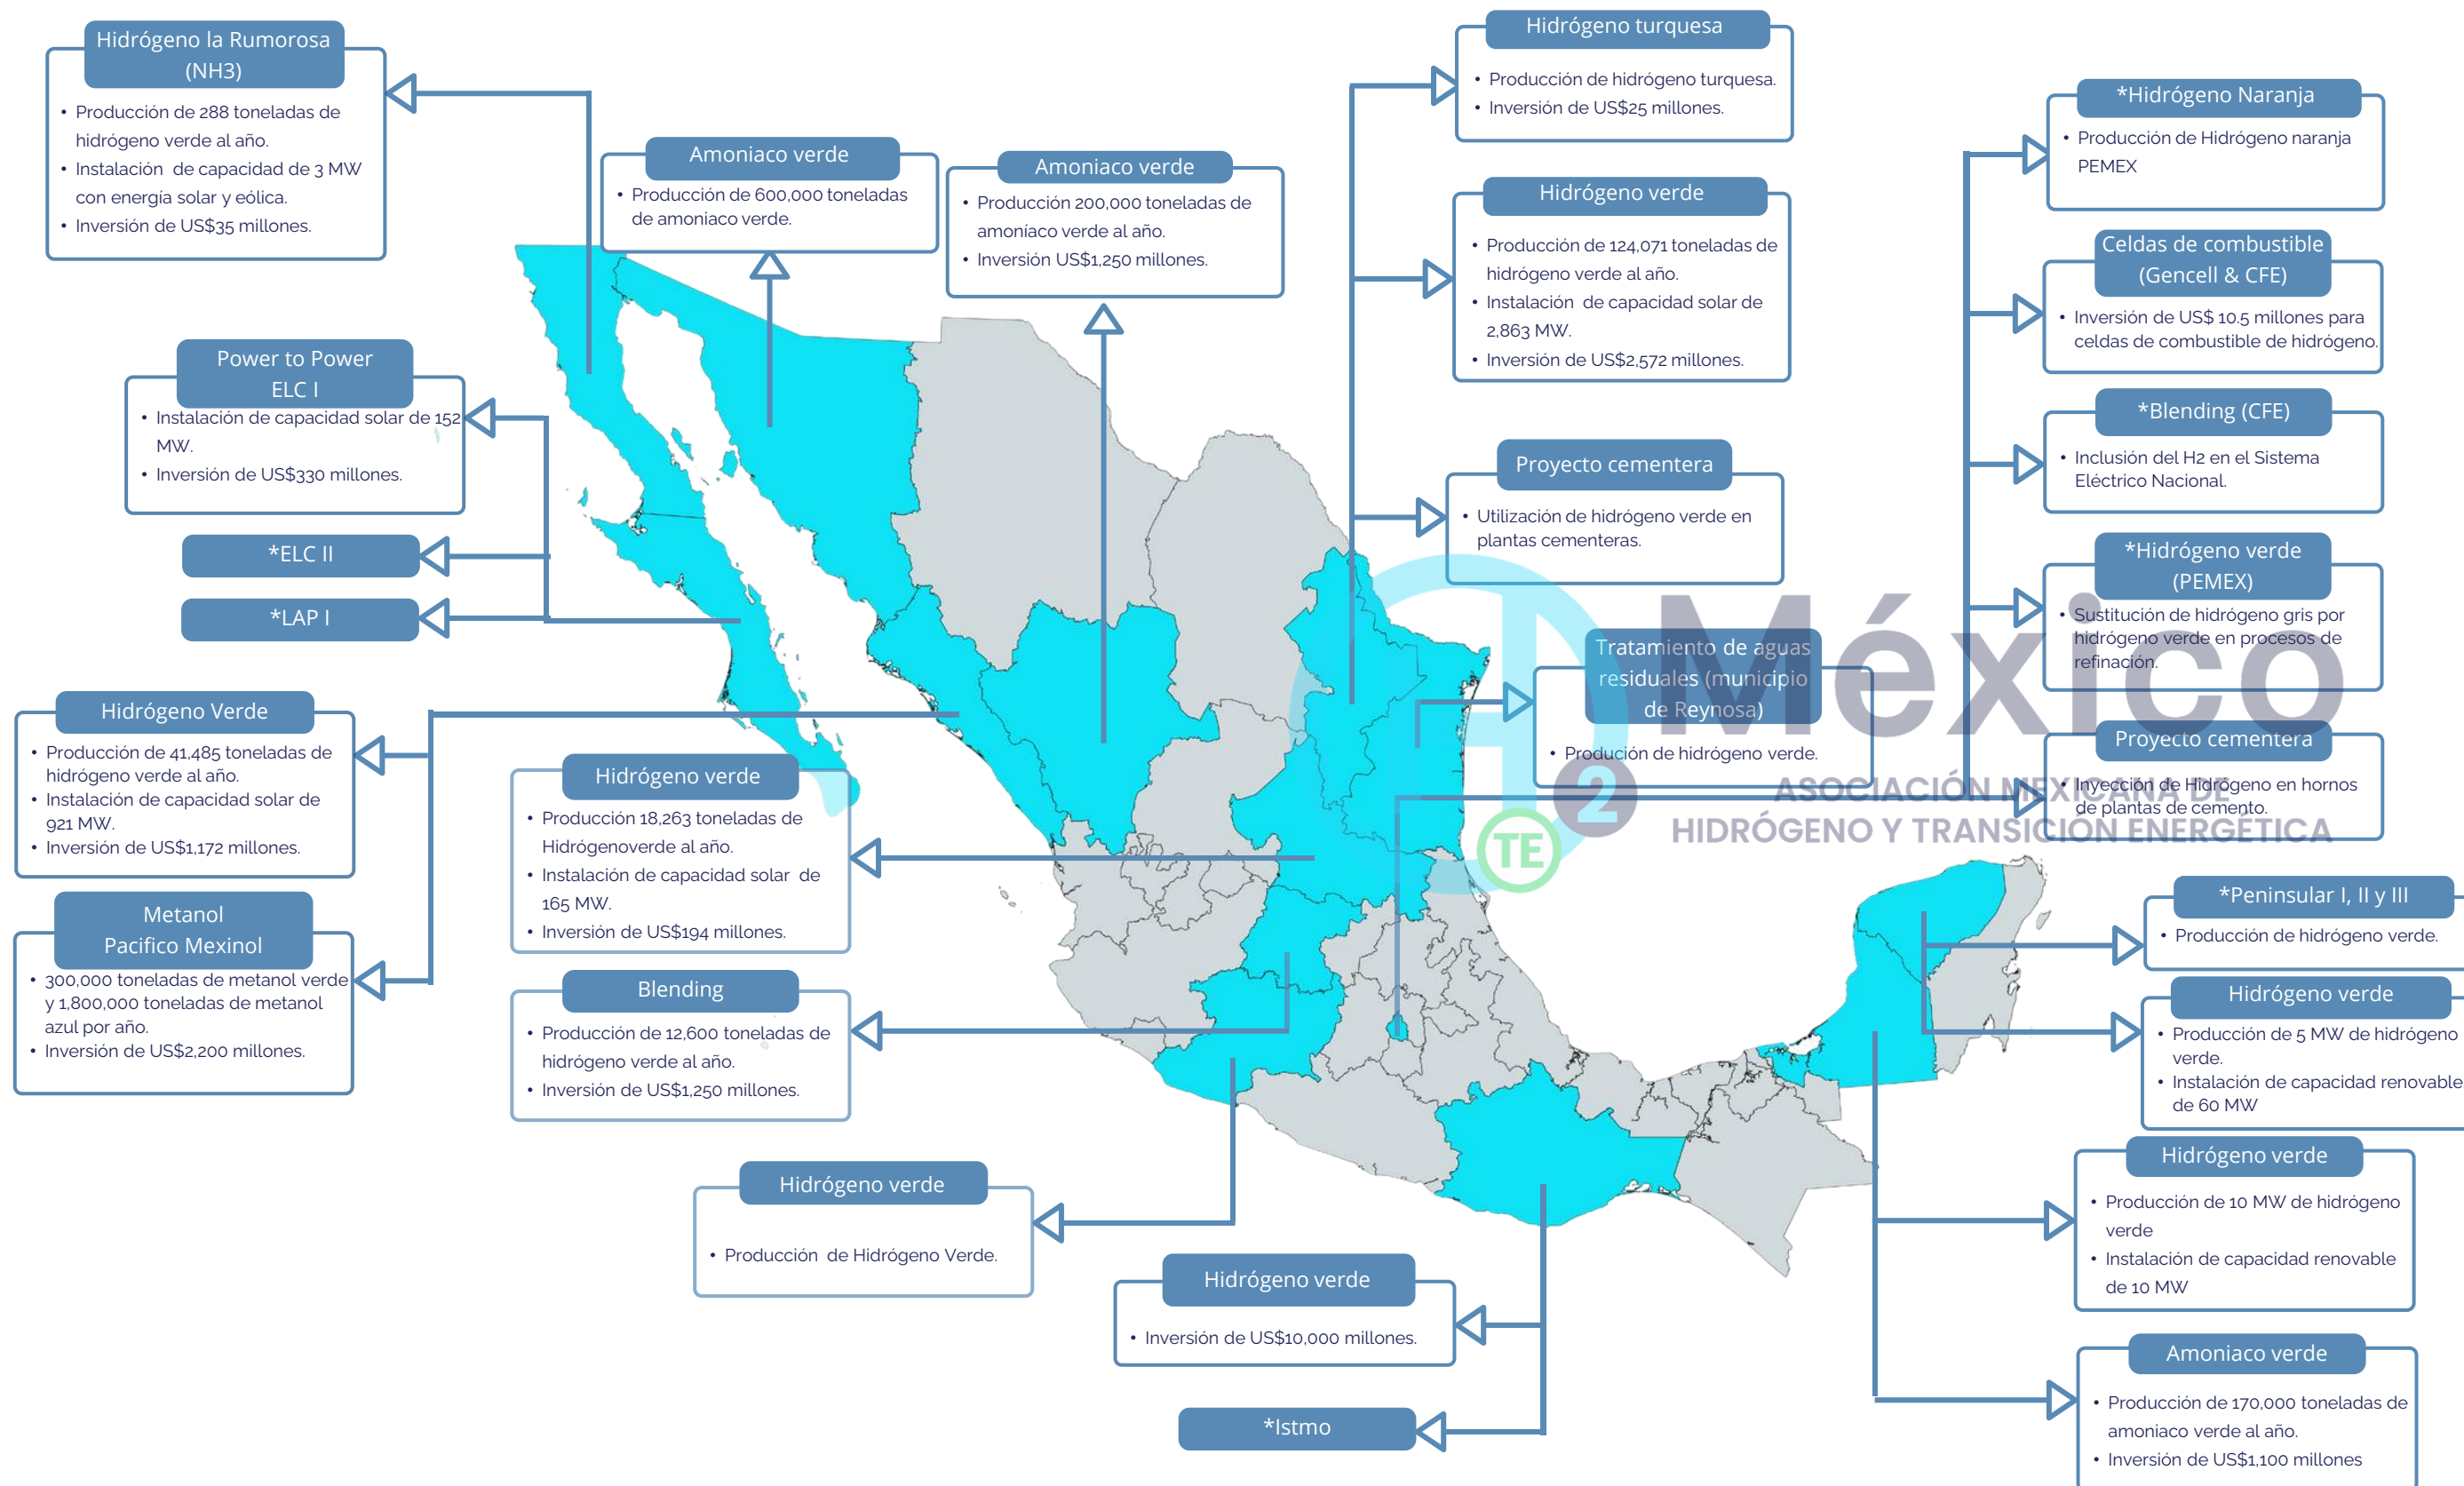 Hidrógeno la Rumorosa
(NH3)
• Producción de 288 toneladas de
hidrógeno verde al año.
• Instalación de capacidad de 3 MW
con energía solar y eólica.
• Inversión de US$35 millones.
Amoniaco verde
• Producción de 600,000 toneladas
de amoniaco verde.
Amoniaco verde
• Producción 200,000 toneladas de
amoníaco verde al año.
• Inversión US$1,250 millones.
Hidrógeno turquesa
• Producción de hidrógeno turquesa.
• Inversión de US$25 millones.
Hidrógeno verde
• Producción de 124,071 toneladas de
hidrógeno verde al año.
• Instalación de capacidad solar de
2,863 MW.
• Inversión de US$2,572 millones.
Proyecto cementera
• Utilización de hidrógeno verde en
plantas cementeras.
*Hidrógeno Naranja
• Producción de Hidrógeno naranja
PEMEX
Celdas de combustible
(Gencell & CFE)
• Inversión de US$ 10.5 millones para
celdas de combustible de hidrógeno.
*Blending (CFE)
• Inclusión del H2 en el Sistema
Eléctrico Nacional.
*Hidrógeno verde
(PEMEX)
• Sustitución de hidrógeno gris por
hidrógeno verde en procesos de
refinación.
Proyecto cementera
• Inyección de Hidrógeno en hornos
de plantas de cemento.
Power to Power
ELC I
• Instalación de capacidad solar de 152
MW.
• Inversión de US$330 millones.
*ELC II
*LAP I
Tratamiento de aguas
residuales (municipio
de Reynosa)
• Produción de hidrógeno verde.
H2
TE
México
ASOCIACIÓN MEXICANA DE
HIDRÓGENO Y TRANSICIÓN ENERGÉTICA
Hidrógeno Verde
• Producción de 41,485 toneladas de
hidrógeno verde al año.
• Instalación de capacidad solar de
921 MW.
• Inversión de US$1,172 millones.
Metanol
Pacifico Mexinol
• 300,000 toneladas de metanol verde
y 1,800,000 toneladas de metanol
azul por año.
• Inversión de US$2,200 millones.
Hidrógeno verde
• Producción 18,263 toneladas de
Hidrógenoverde al año.
• Instalación de capacidad solar de
165 MW.
• Inversión de US$194 millones.
Blending
• Producción de 12,600 toneladas de
hidrógeno verde al año.
• Inversión de US$1,250 millones.
Hidrógeno verde
• Producción de Hidrógeno Verde.
Hidrógeno verde
• Inversión de US$10,000 millones.
*Istmo
*Peninsular I, II y III
• Producción de hidrógeno verde.
Hidrógeno verde
• Producción de 5 MW de hidrógeno
verde.
• Instalación de capacidad renovable
de 60 MW
Hidrógeno verde
• Producción de 10 MW de hidrógeno
verde
• Instalación de capacidad renovable
de 10 MW
Amoniaco verde
• Producción de 170,000 toneladas de
amoniaco verde al año.
• Inversión de US$1,100 millones